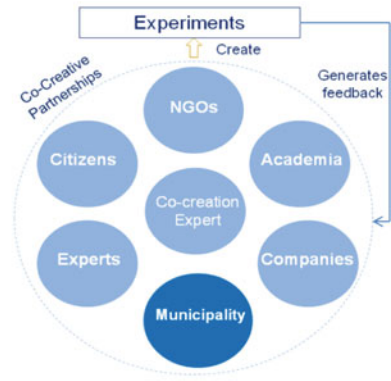 Experiments
Create
Generates
feedback
Co-Creative
Partnerships
NGOs
Citizens
Academia
Co-creation
Expert
Experts
Companies
Municipality